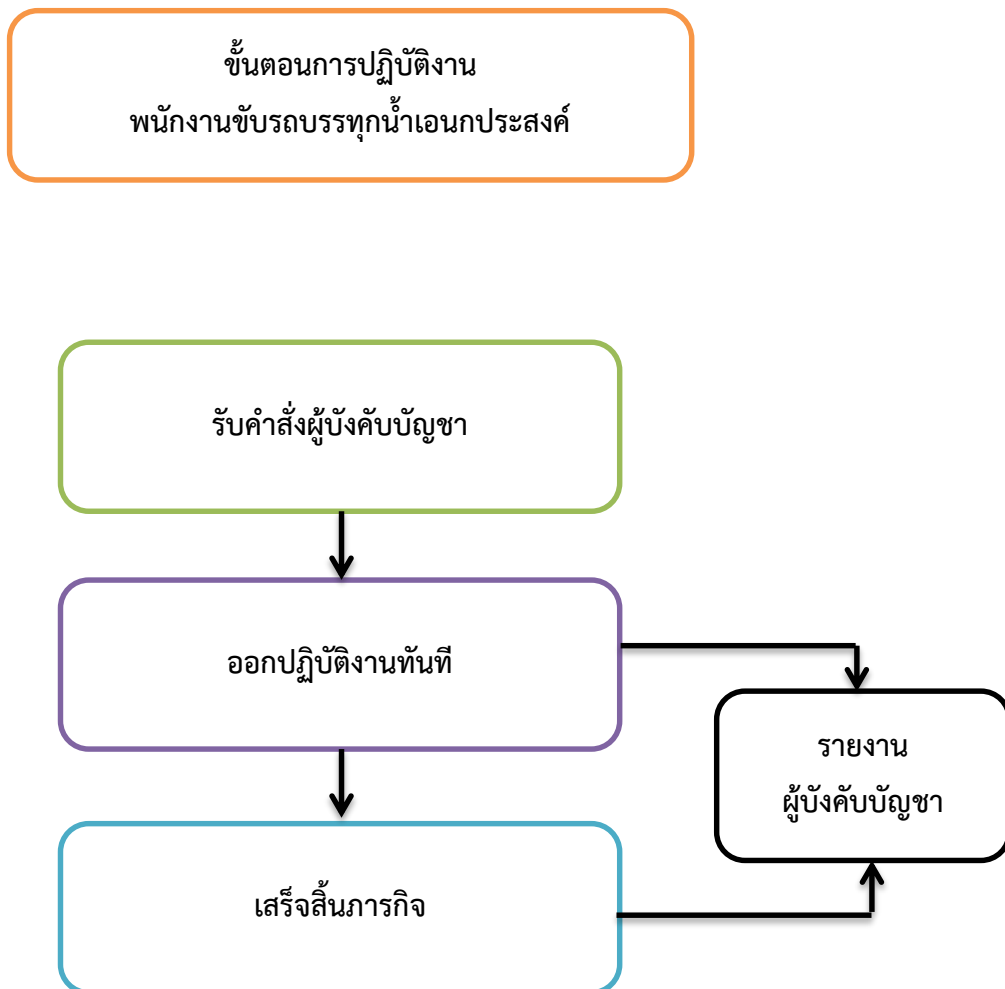 ขั้นตอนการปฏิบัติงาน
พนักงานขับรถบรรทุกน้ำเอนกประสงค์
รับคำสั่งผู้บังคับบัญชา
ออกปฏิบัติงานทันที
รายงาน
ผู้บังคับบัญชา
เสร็จสิ้นภารกิจ